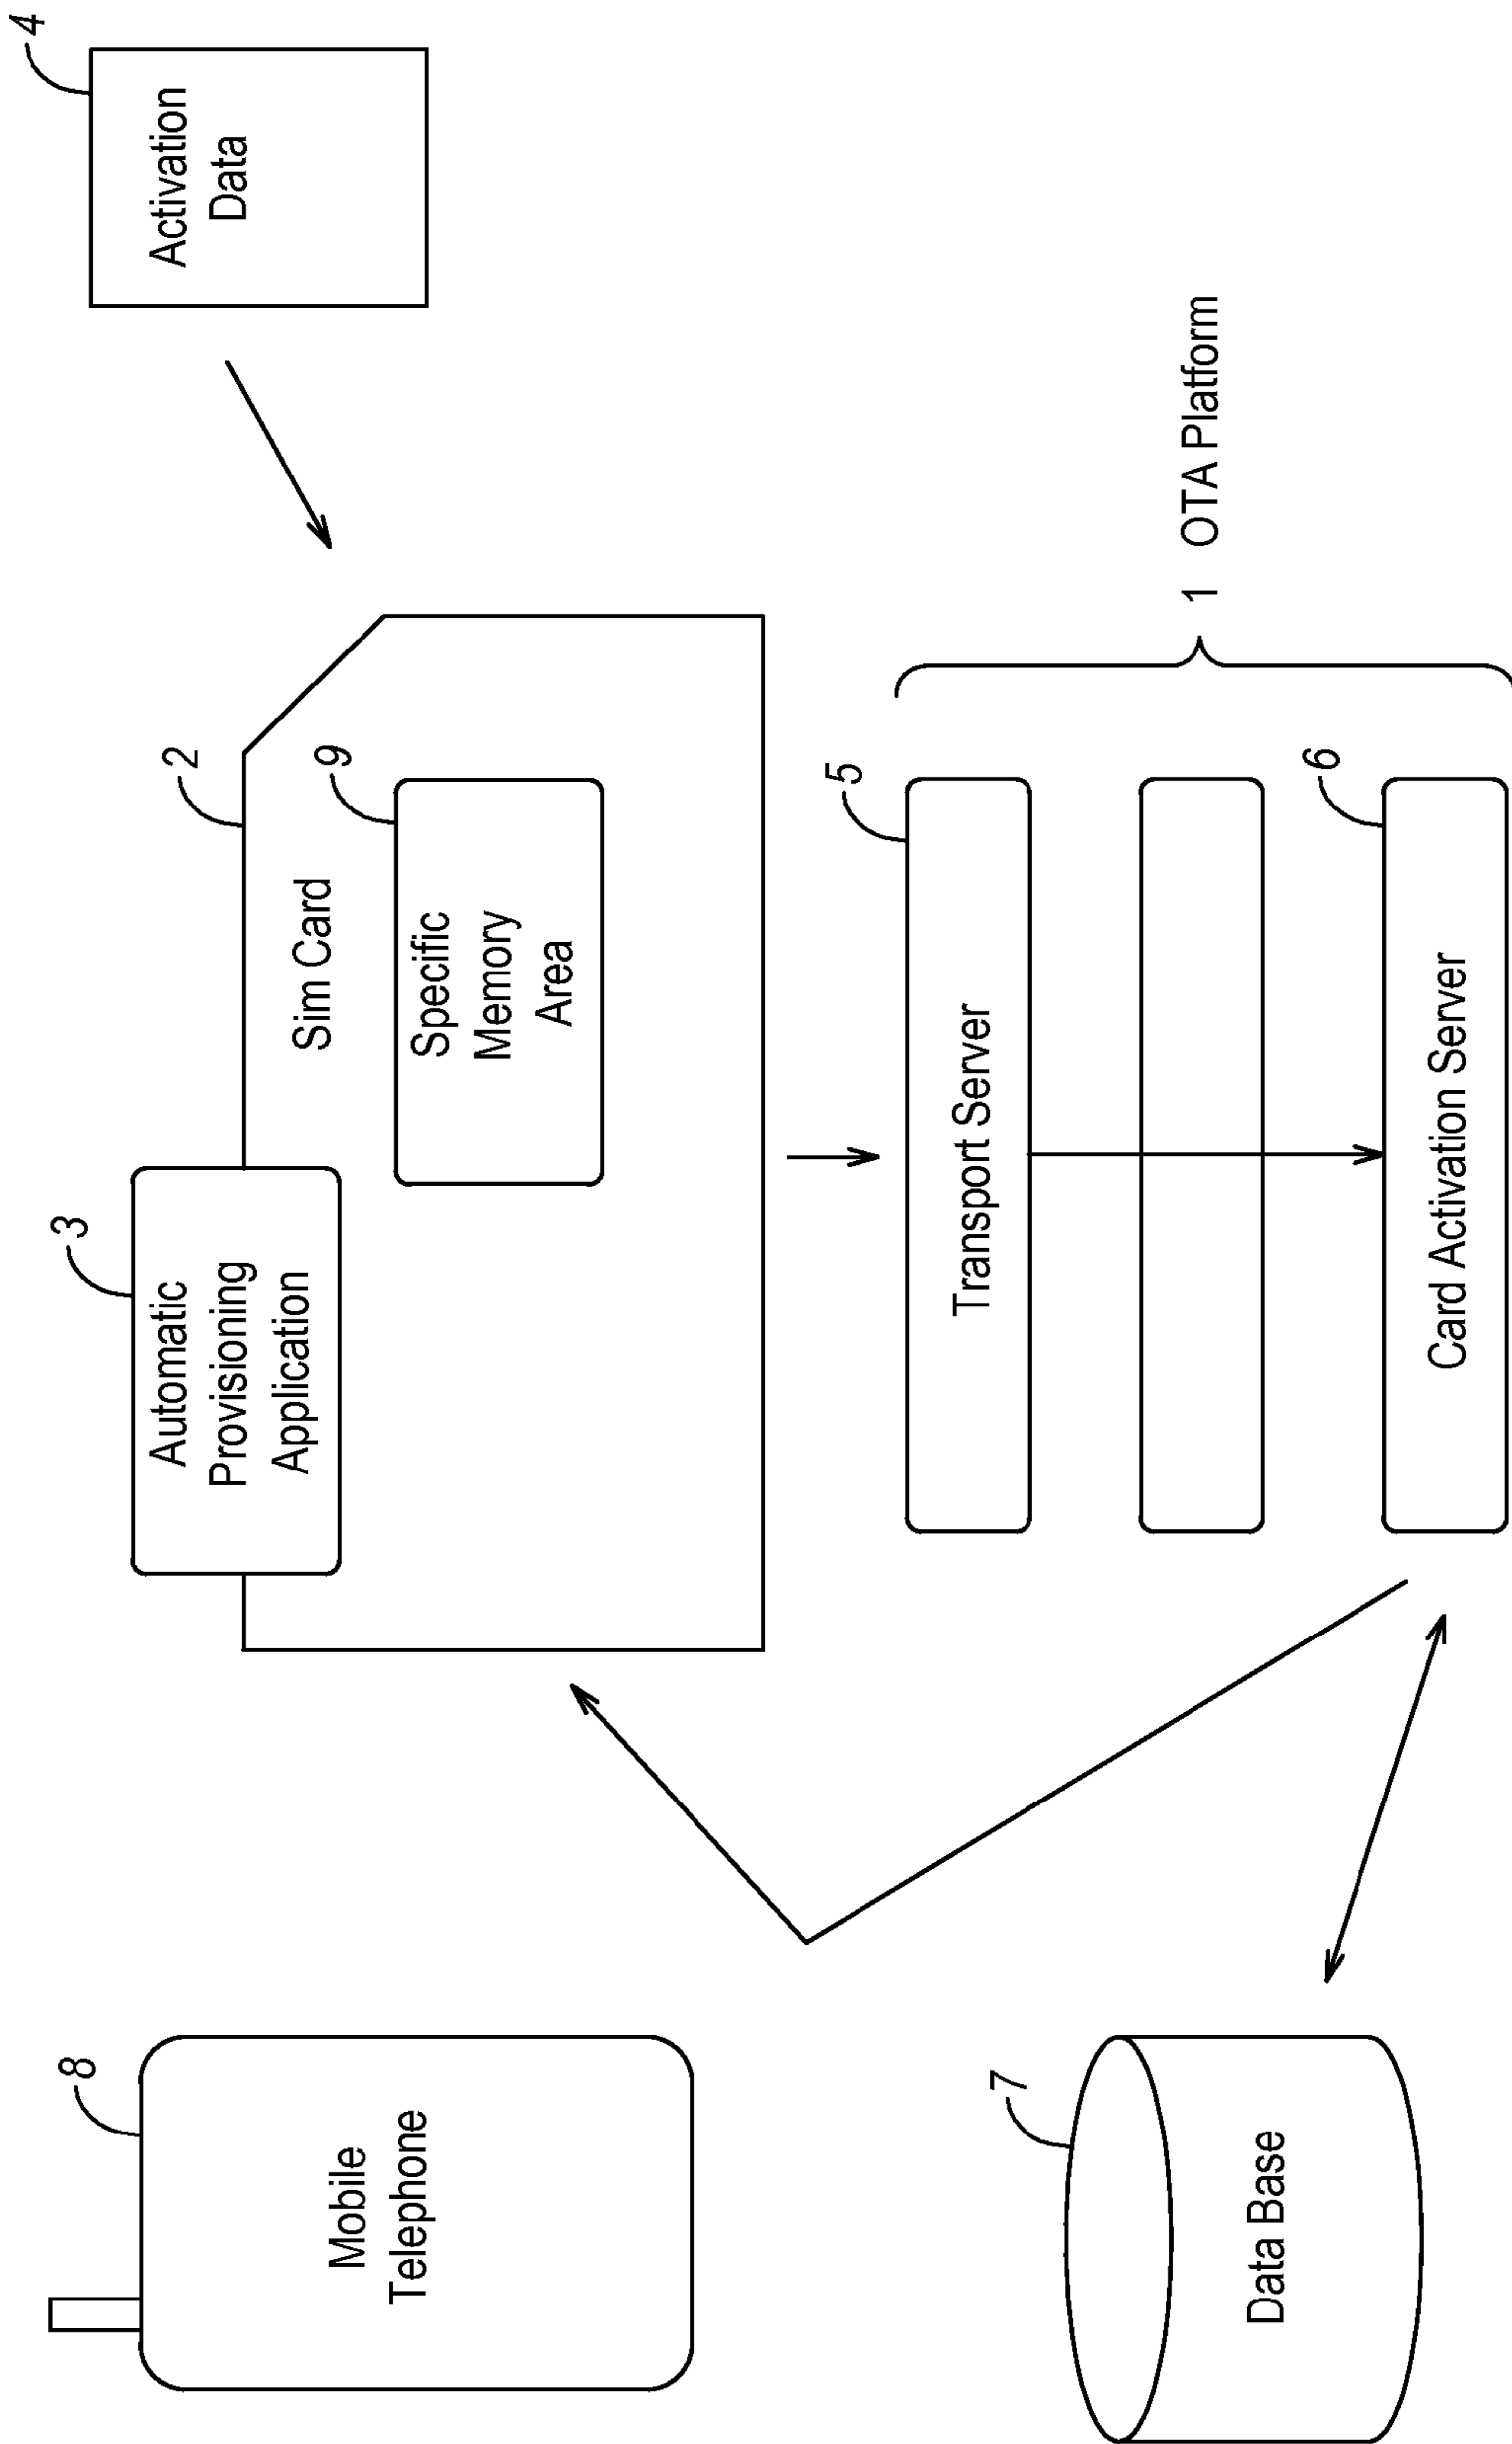 8
Mobile
Telephone
3
Automatic
Provisioning
Application
2
Sim Card
9
Specific
Memory
Area
4
Activation
Data
7
Data Base
5
Transport Server
6
Card Activation Server
1 OTA Platform